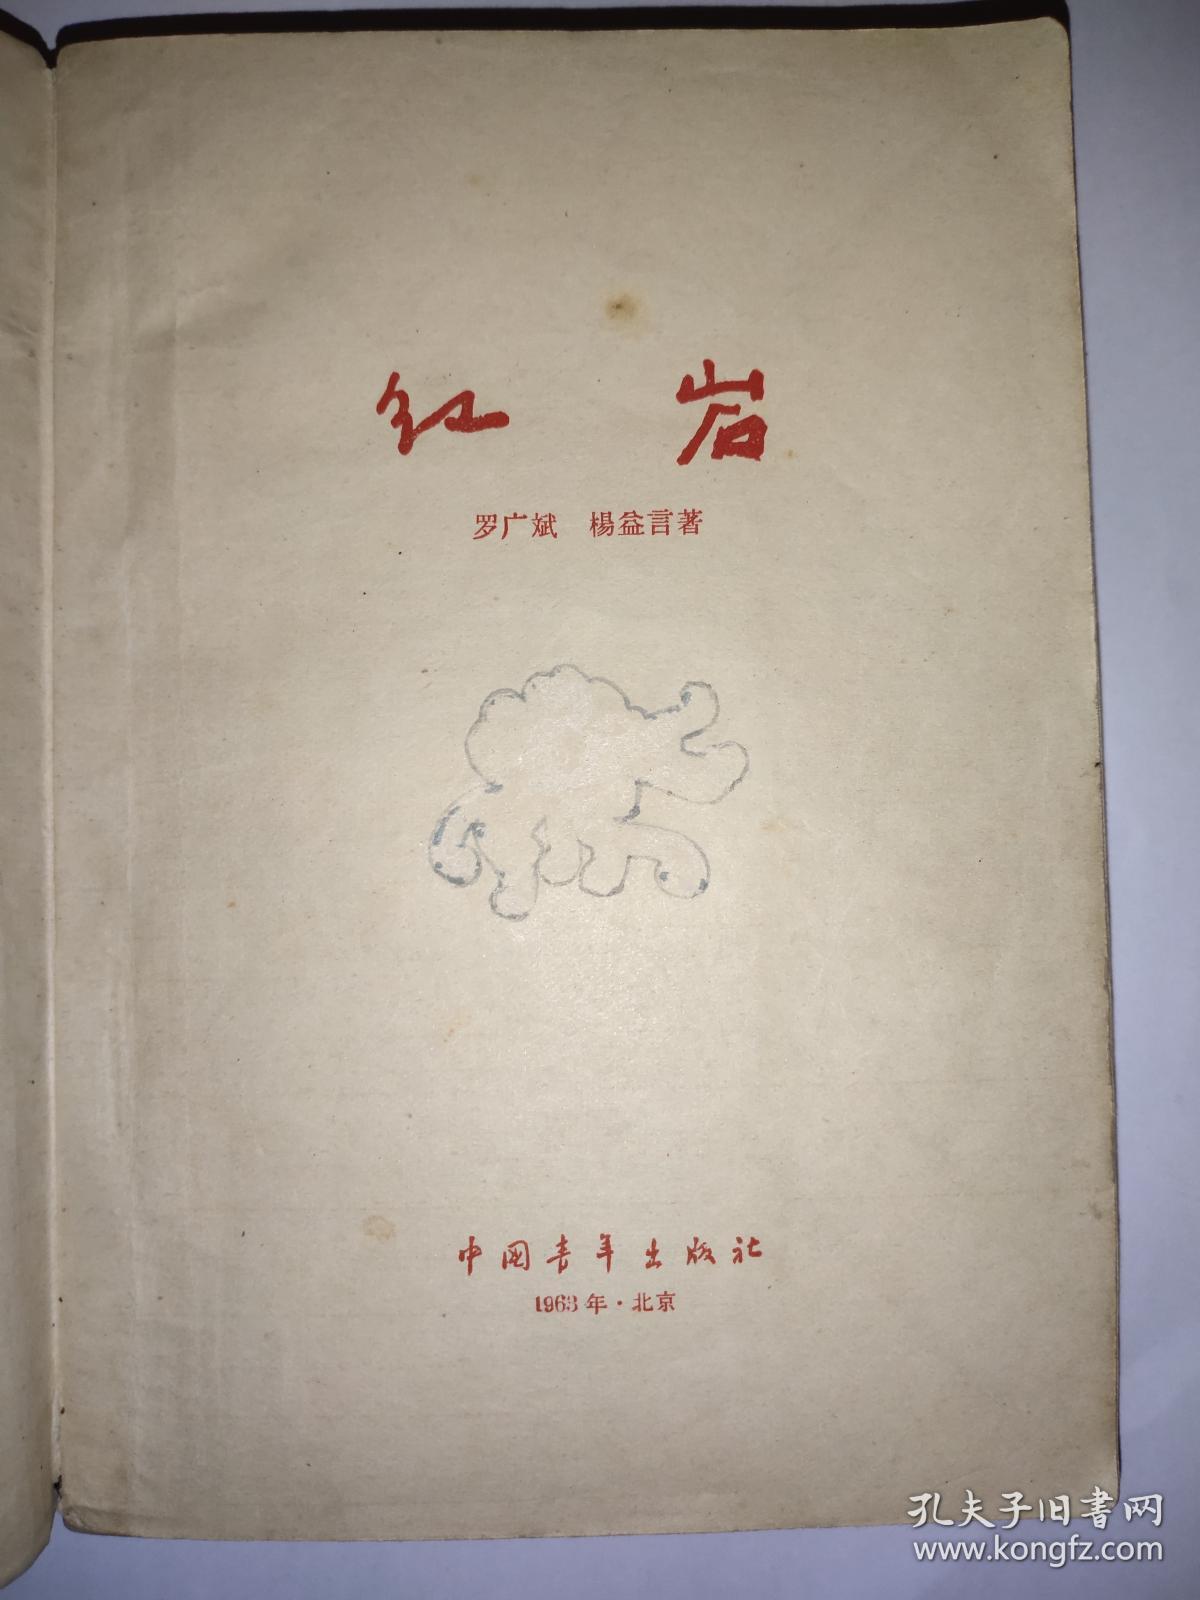 红岩
罗广斌 楊益言著
中国青年出版社
1963年·北京
孔夫子旧書网
www.kongfz.com